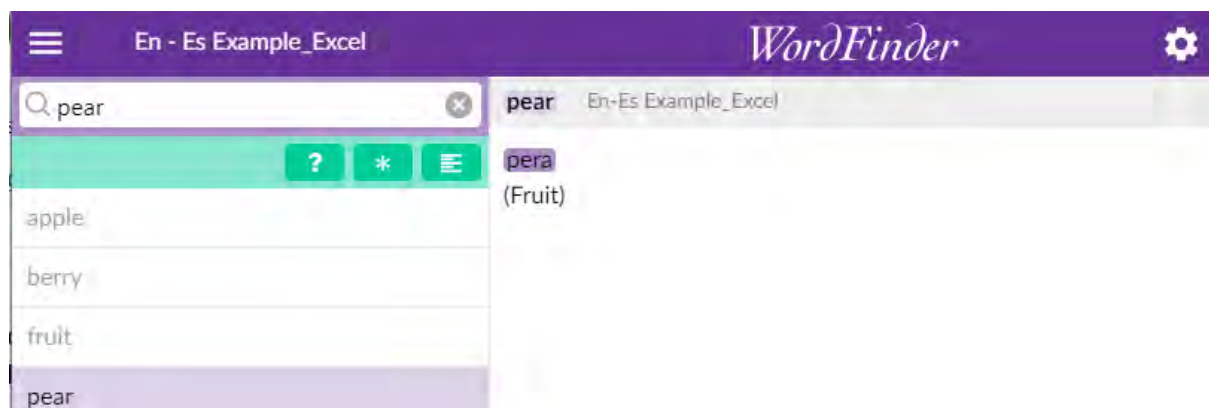 En - Es Example_Excel
WordFinder
pear
pear En-Es Example_Excel
? *
pera
(Fruit)
apple
berry
fruit
pear